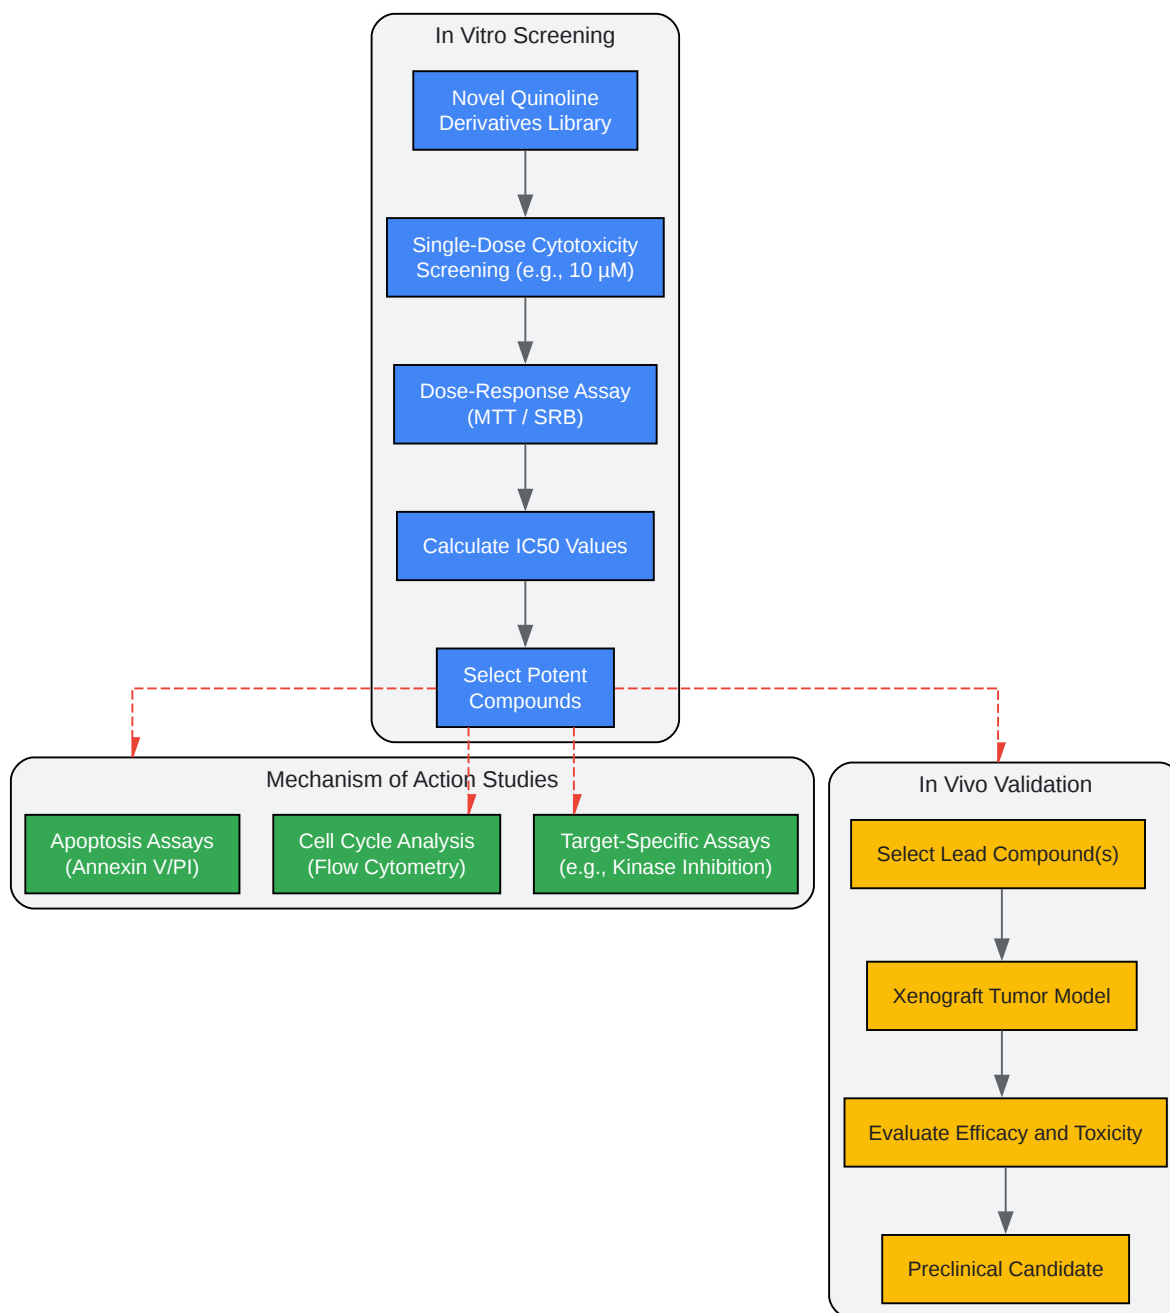 In Vitro Screening
Novel Quinoline
Derivatives Library
Single-Dose Cytotoxicity
Screening (e.g., 10 µM)
Dose-Response Assay
(MTT / SRB)
Calculate IC50 Values
Select Potent
Compounds
Mechanism of Action Studies
Apoptosis Assays
(Annexin V/PI)
Cell Cycle Analysis
(Flow Cytometry)
Target-Specific Assays
(e.g., Kinase Inhibition)
In Vivo Validation
Select Lead Compound(s)
Xenograft Tumor Model
Evaluate Efficacy and Toxicity
Preclinical Candidate